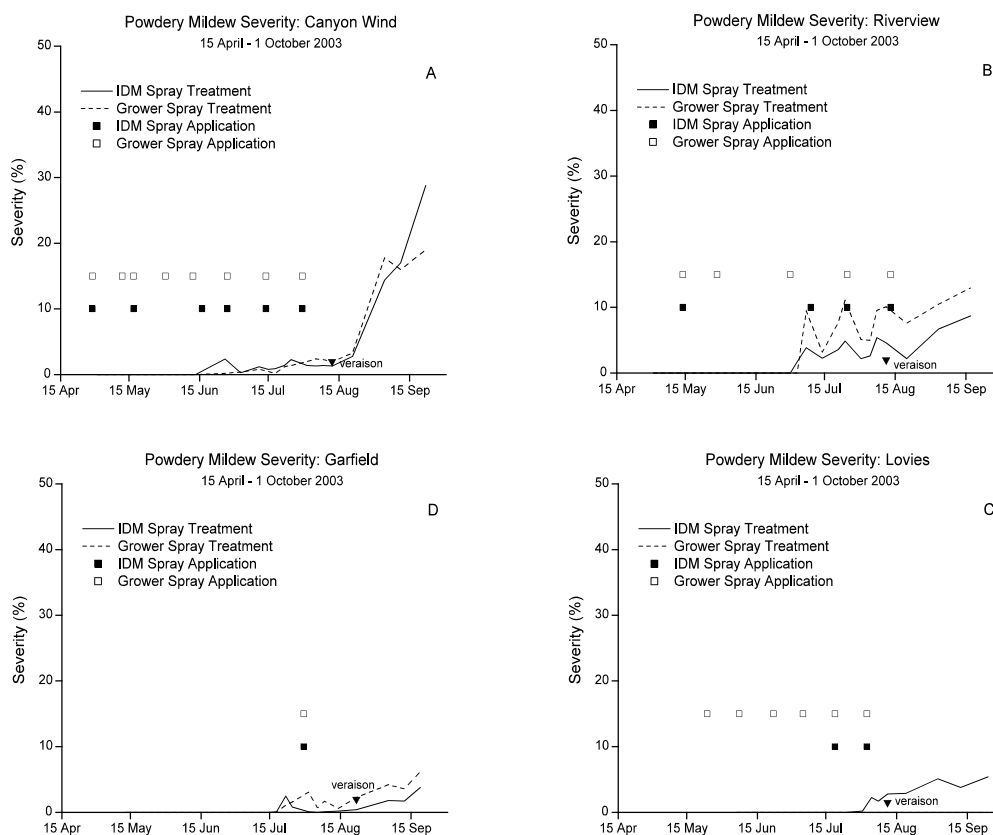 Powdery Mildew Severity: Canyon Wind
15 April - 1 October 2003
A
IDM Spray Treatment
Grower Spray Treatment
IDM Spray Application
Grower Spray Application
Severity (%)
50
40
30
20
10
0
veraison
15 Apr 15 May 15 Jun 15 Jul 15 Aug 15 Sep
Powdery Mildew Severity: Riverview
15 April - 1 October 2003
B
IDM Spray Treatment
Grower Spray Treatment
IDM Spray Application
Grower Spray Application
Severity (%)
50
40
30
20
10
0
veraison
15 Apr 15 May 15 Jun 15 Jul 15 Aug 15 Sep
Powdery Mildew Severity: Garfield
15 April - 1 October 2003
D
IDM Spray Treatment
Grower Spray Treatment
IDM Spray Application
Grower Spray Application
Severity (%)
50
40
30
20
10
0
veraison
15 Apr 15 May 15 Jun 15 Jul 15 Aug 15 Sep
Powdery Mildew Severity: Lovies
15 April - 1 October 2003
C
IDM Spray Treatment
Grower Spray Treatment
IDM Spray Application
Grower Spray Application
Severity (%)
50
40
30
20
10
0
veraison
15 Apr 15 May 15 Jun 15 Jul 15 Aug 15 Sep